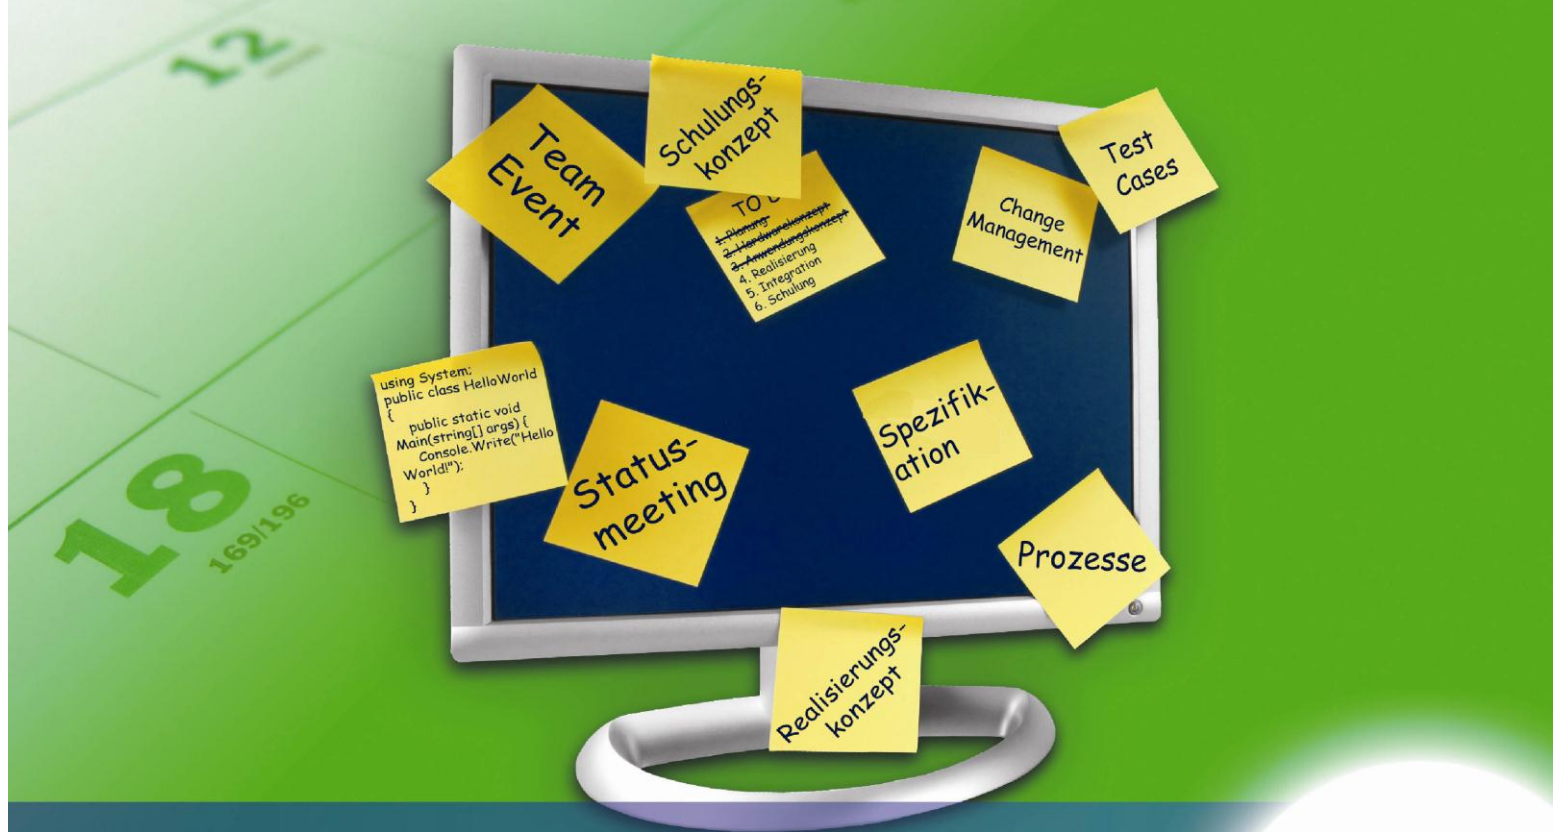 12
Team
Event
Schulungs-
konzept
TO
1. Planung
2. Hardwarekonzept
3. Anwendungskonzept
4. Realisierung
5. Integration
6. Schulung
Change
Management
Test
Cases
using System;
public class HelloWorld
{
public static void
Main(string[] args) {
Console.Write("Hello
World!");
}
}
Status-
meeting
Spezifik-
ation
Prozesse
Realisierungs-
konzept
18
169/196